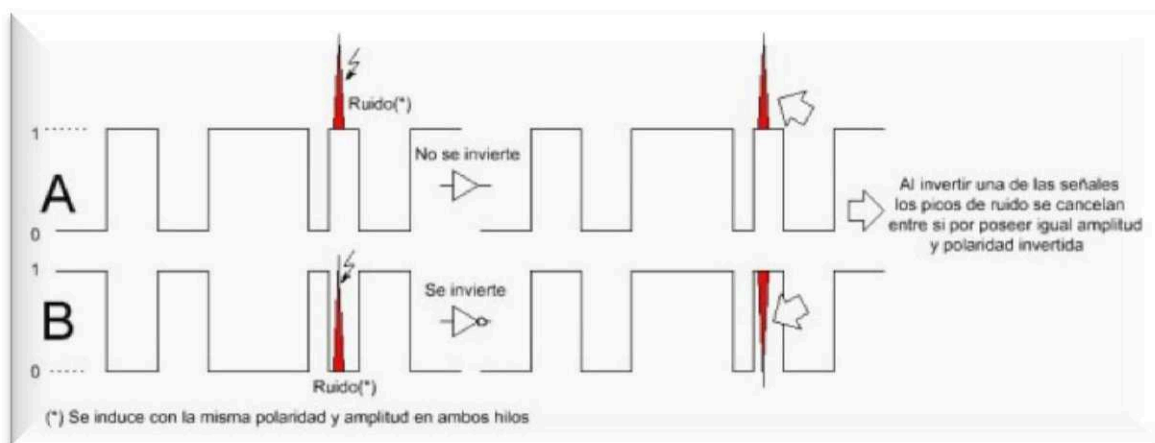 Ruido(*)
1
No se invierte
A
Al invertir una de las señales
los picos de ruido se cancelan
entre si por poseer igual amplitud
y polaridad invertida
0
1
Se invierte
B
0
Ruido(*)
(*) Se induce con la misma polaridad y amplitud en ambos hilos